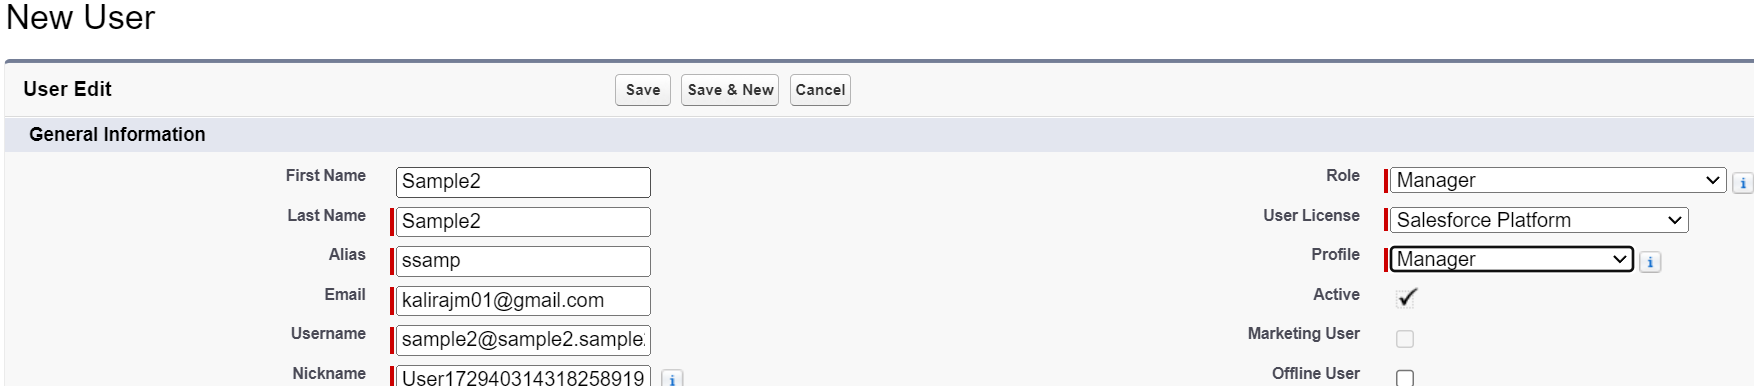 New User
User Edit
Save
Save & New
Cancel
General Information
First Name
Sample2
Role
Manager
Last Name
Sample2
User License
Salesforce Platform
Alias
ssamp
Profile
Manager
Email
kalirajm01@gmail.com
Active
Username
sample2@sample2.sample
Marketing User
Nickname
User172940314318258919
Offline User